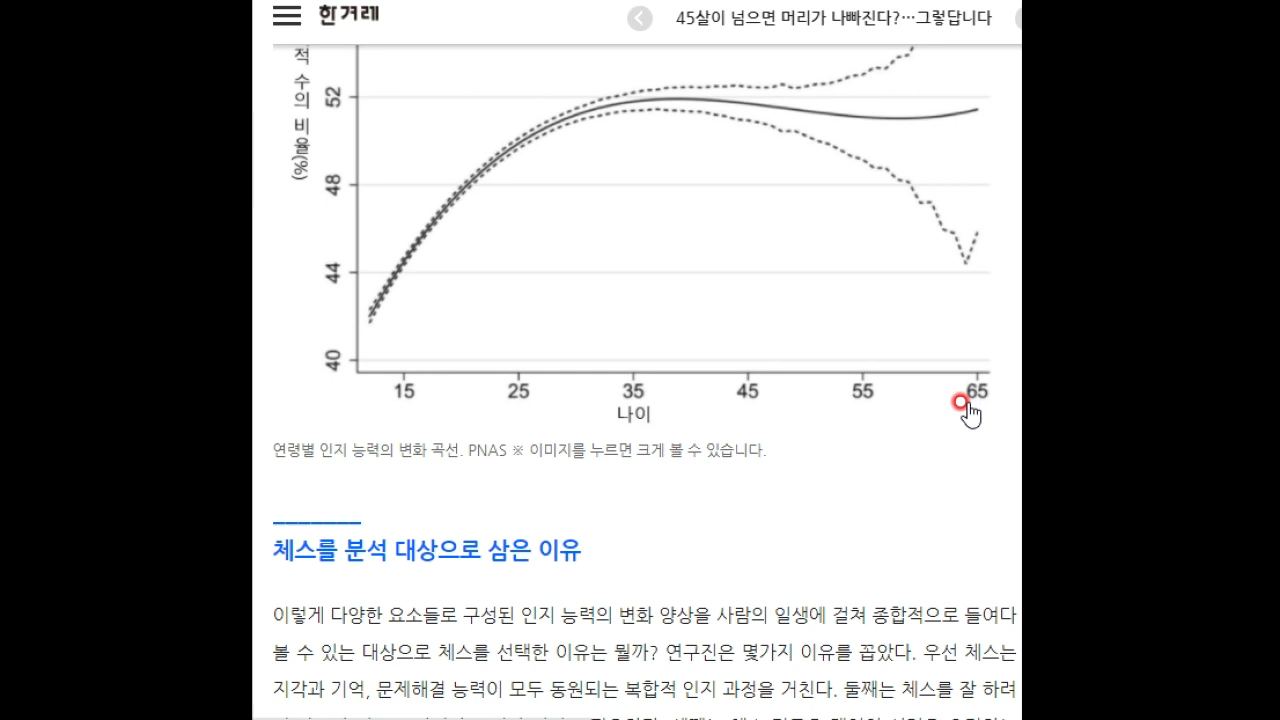 한겨레
45살이 넘으면 머리가 나빠진다?…그렇답니다
적 수의 비율(%)
52
48
44
40
15 25 35 45 55 65
나이
연령별 인지 능력의 변화 곡선. PNAS ※ 이미지를 누르면 크게 볼 수 있습니다.
체스를 분석 대상으로 삼은 이유
이렇게 다양한 요소들로 구성된 인지 능력의 변화 양상을 사람의 일생에 걸쳐 종합적으로 들여다
볼 수 있는 대상으로 체스를 선택한 이유는 뭘까? 연구진은 몇가지 이유를 꼽았다. 우선 체스는
지각과 기억, 문제해결 능력이 모두 동원되는 복합적 인지 과정을 거친다. 둘째는 체스를 잘 하려